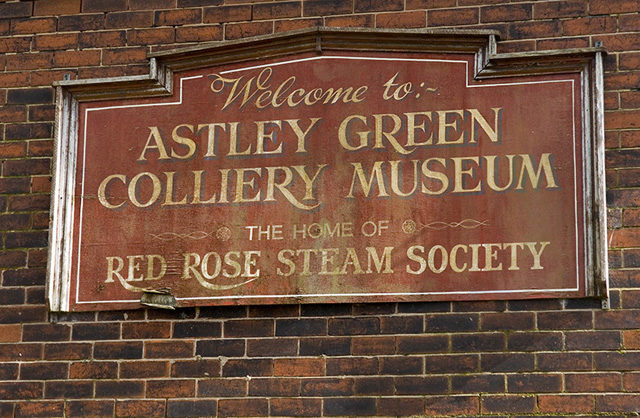 Welcome to:-
ASTLEY GREEN
COLLIERY MUSEUM
THE HOME OF
RED ROSE STEAM SOCIETY